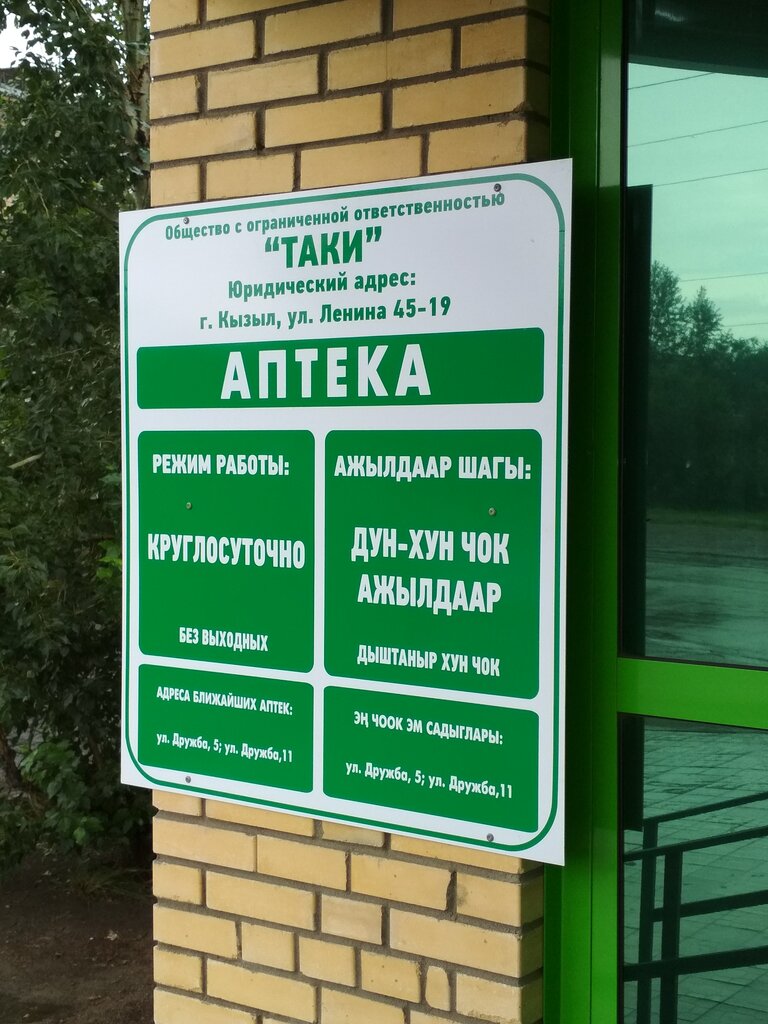 Общество с ограниченной ответственностью
“ТАКИ”
Юридический адрес:
г. Кызыл, ул. Ленина 45-19
АПТЕКА
РЕЖИМ РАБОТЫ:
КРУГЛОСУТОЧНО
БЕЗ ВЫХОДНЫХ
АЖЫЛДААР ШАГЫ:
ДУН-ХУН ЧОК
АЖЫЛДААР
ДЫШТАНЫР ХУН ЧОК
АДРЕСА БЛИЖАЙШИХ АПТЕК:
ул. Дружба, 5; ул. Дружба,11
ЭҢ ЧООК ЭМ САДЫГЛАРЫ:
ул. Дружба, 5; ул. Дружба,11